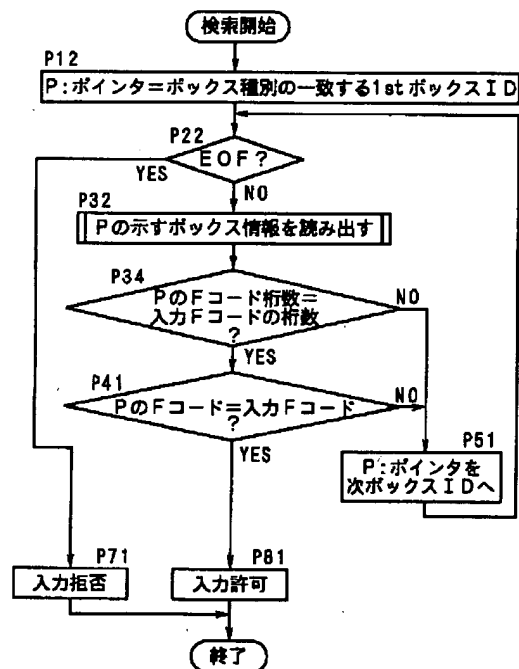 検索開始
P12
P:ポインタ=ボックス種別の一致する1stボックスID
P22
EOF?
YES
NO
P32
Pの示すボックス情報を読み出す
P34
PのFコード桁数=
入力Fコードの桁数
?
NO
YES
P41
PのFコード=入力Fコード
?
NO
YES
P51
P:ポインタを
次ボックスIDへ
P71
入力拒否
P81
入力許可
終了